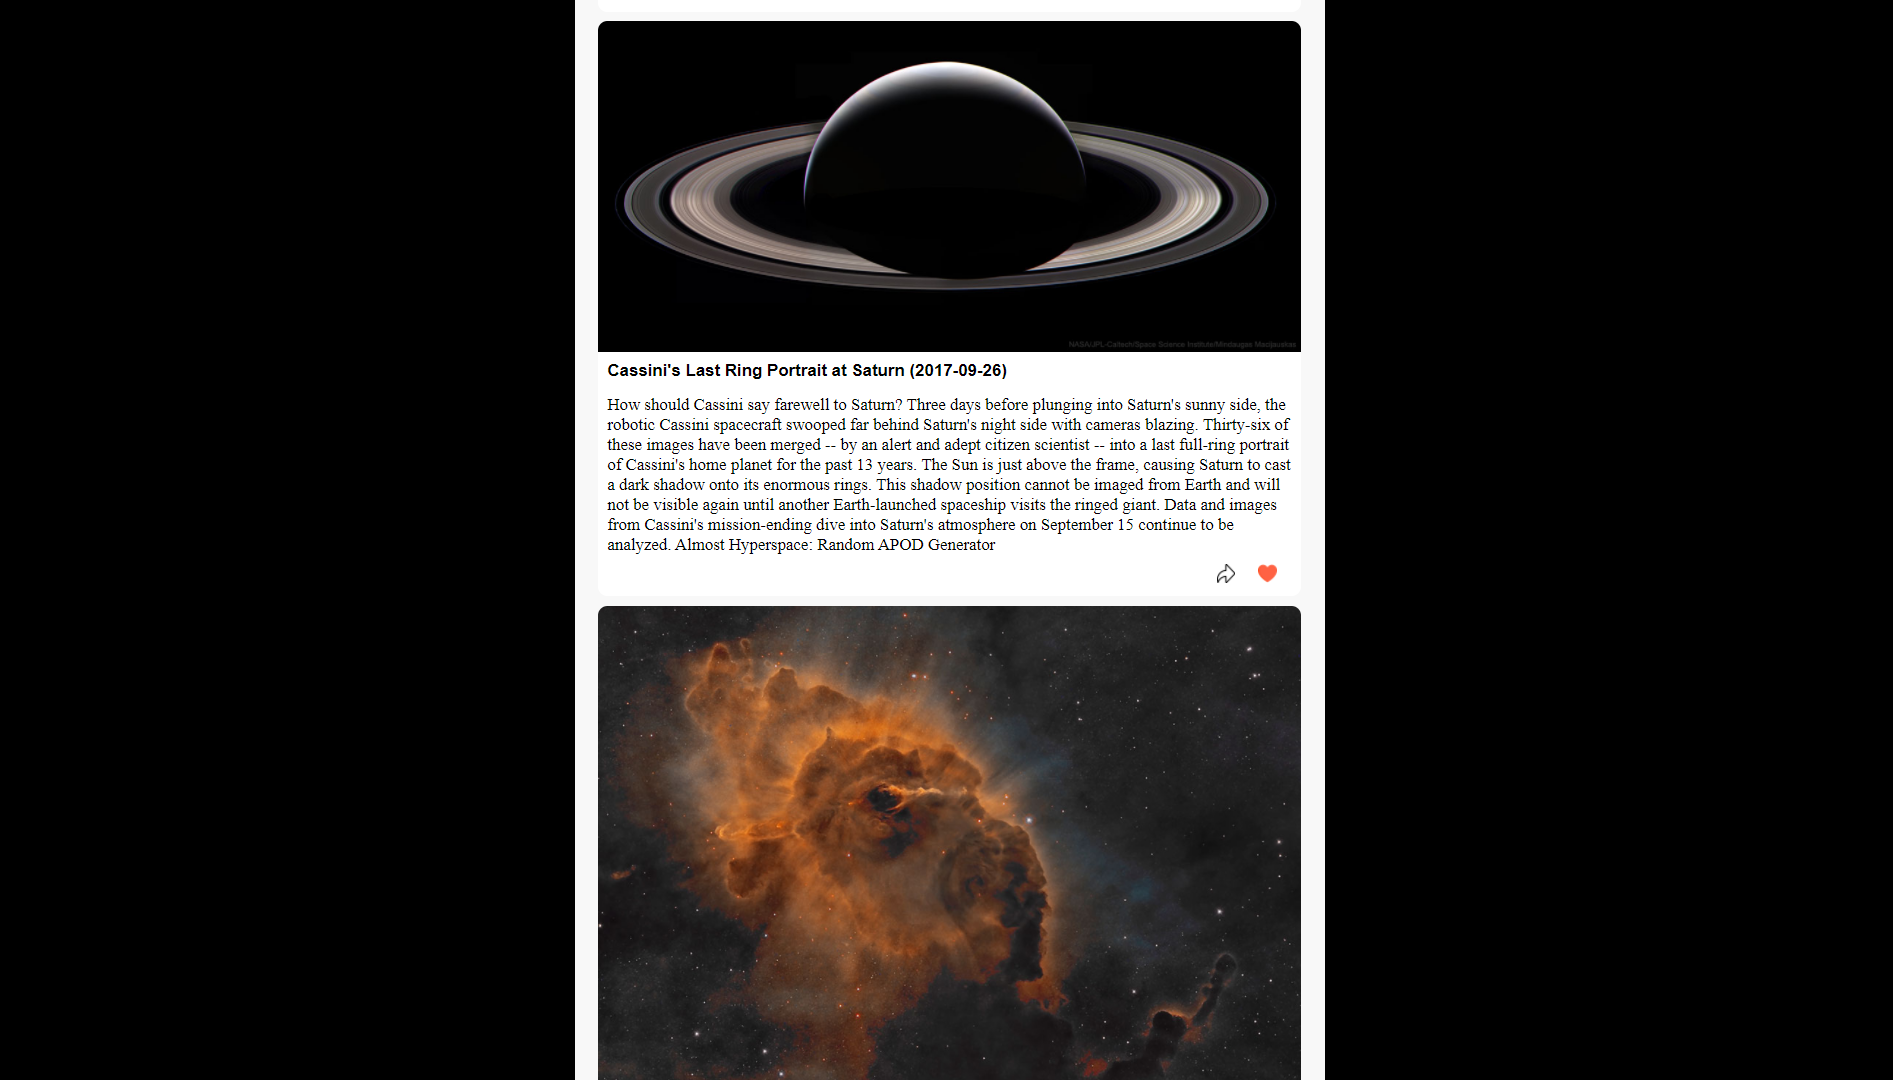 NASA/JPL-Caltech/Space Science Institute/Mindaugas Macijauskas
Cassini's Last Ring Portrait at Saturn (2017-09-26)
How should Cassini say farewell to Saturn? Three days before plunging into Saturn's sunny side, the
robotic Cassini spacecraft swooped far behind Saturn's night side with cameras blazing. Thirty-six of
these images have been merged -- by an alert and adept citizen scientist -- into a last full-ring portrait
of Cassini's home planet for the past 13 years. The Sun is just above the frame, causing Saturn to cast
a dark shadow onto its enormous rings. This shadow position cannot be imaged from Earth and will
not be visible again until another Earth-launched spaceship visits the ringed giant. Data and images
from Cassini's mission-ending dive into Saturn's atmosphere on September 15 continue to be
analyzed. Almost Hyperspace: Random APOD Generator